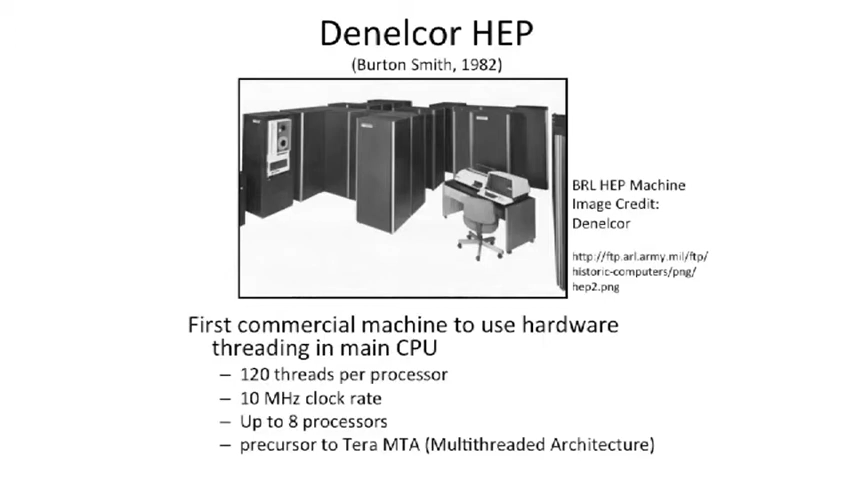 Denelcor HEP
(Burton Smith, 1982)
BRL HEP Machine
Image Credit:
Denelcor
http://ftp.arl.army.mil/ftp/
historic-computers/png/
hep2.png
First commercial machine to use hardware
threading in main CPU
– 120 threads per processor
– 10 MHz clock rate
– Up to 8 processors
– precursor to Tera MTA (Multithreaded Architecture)